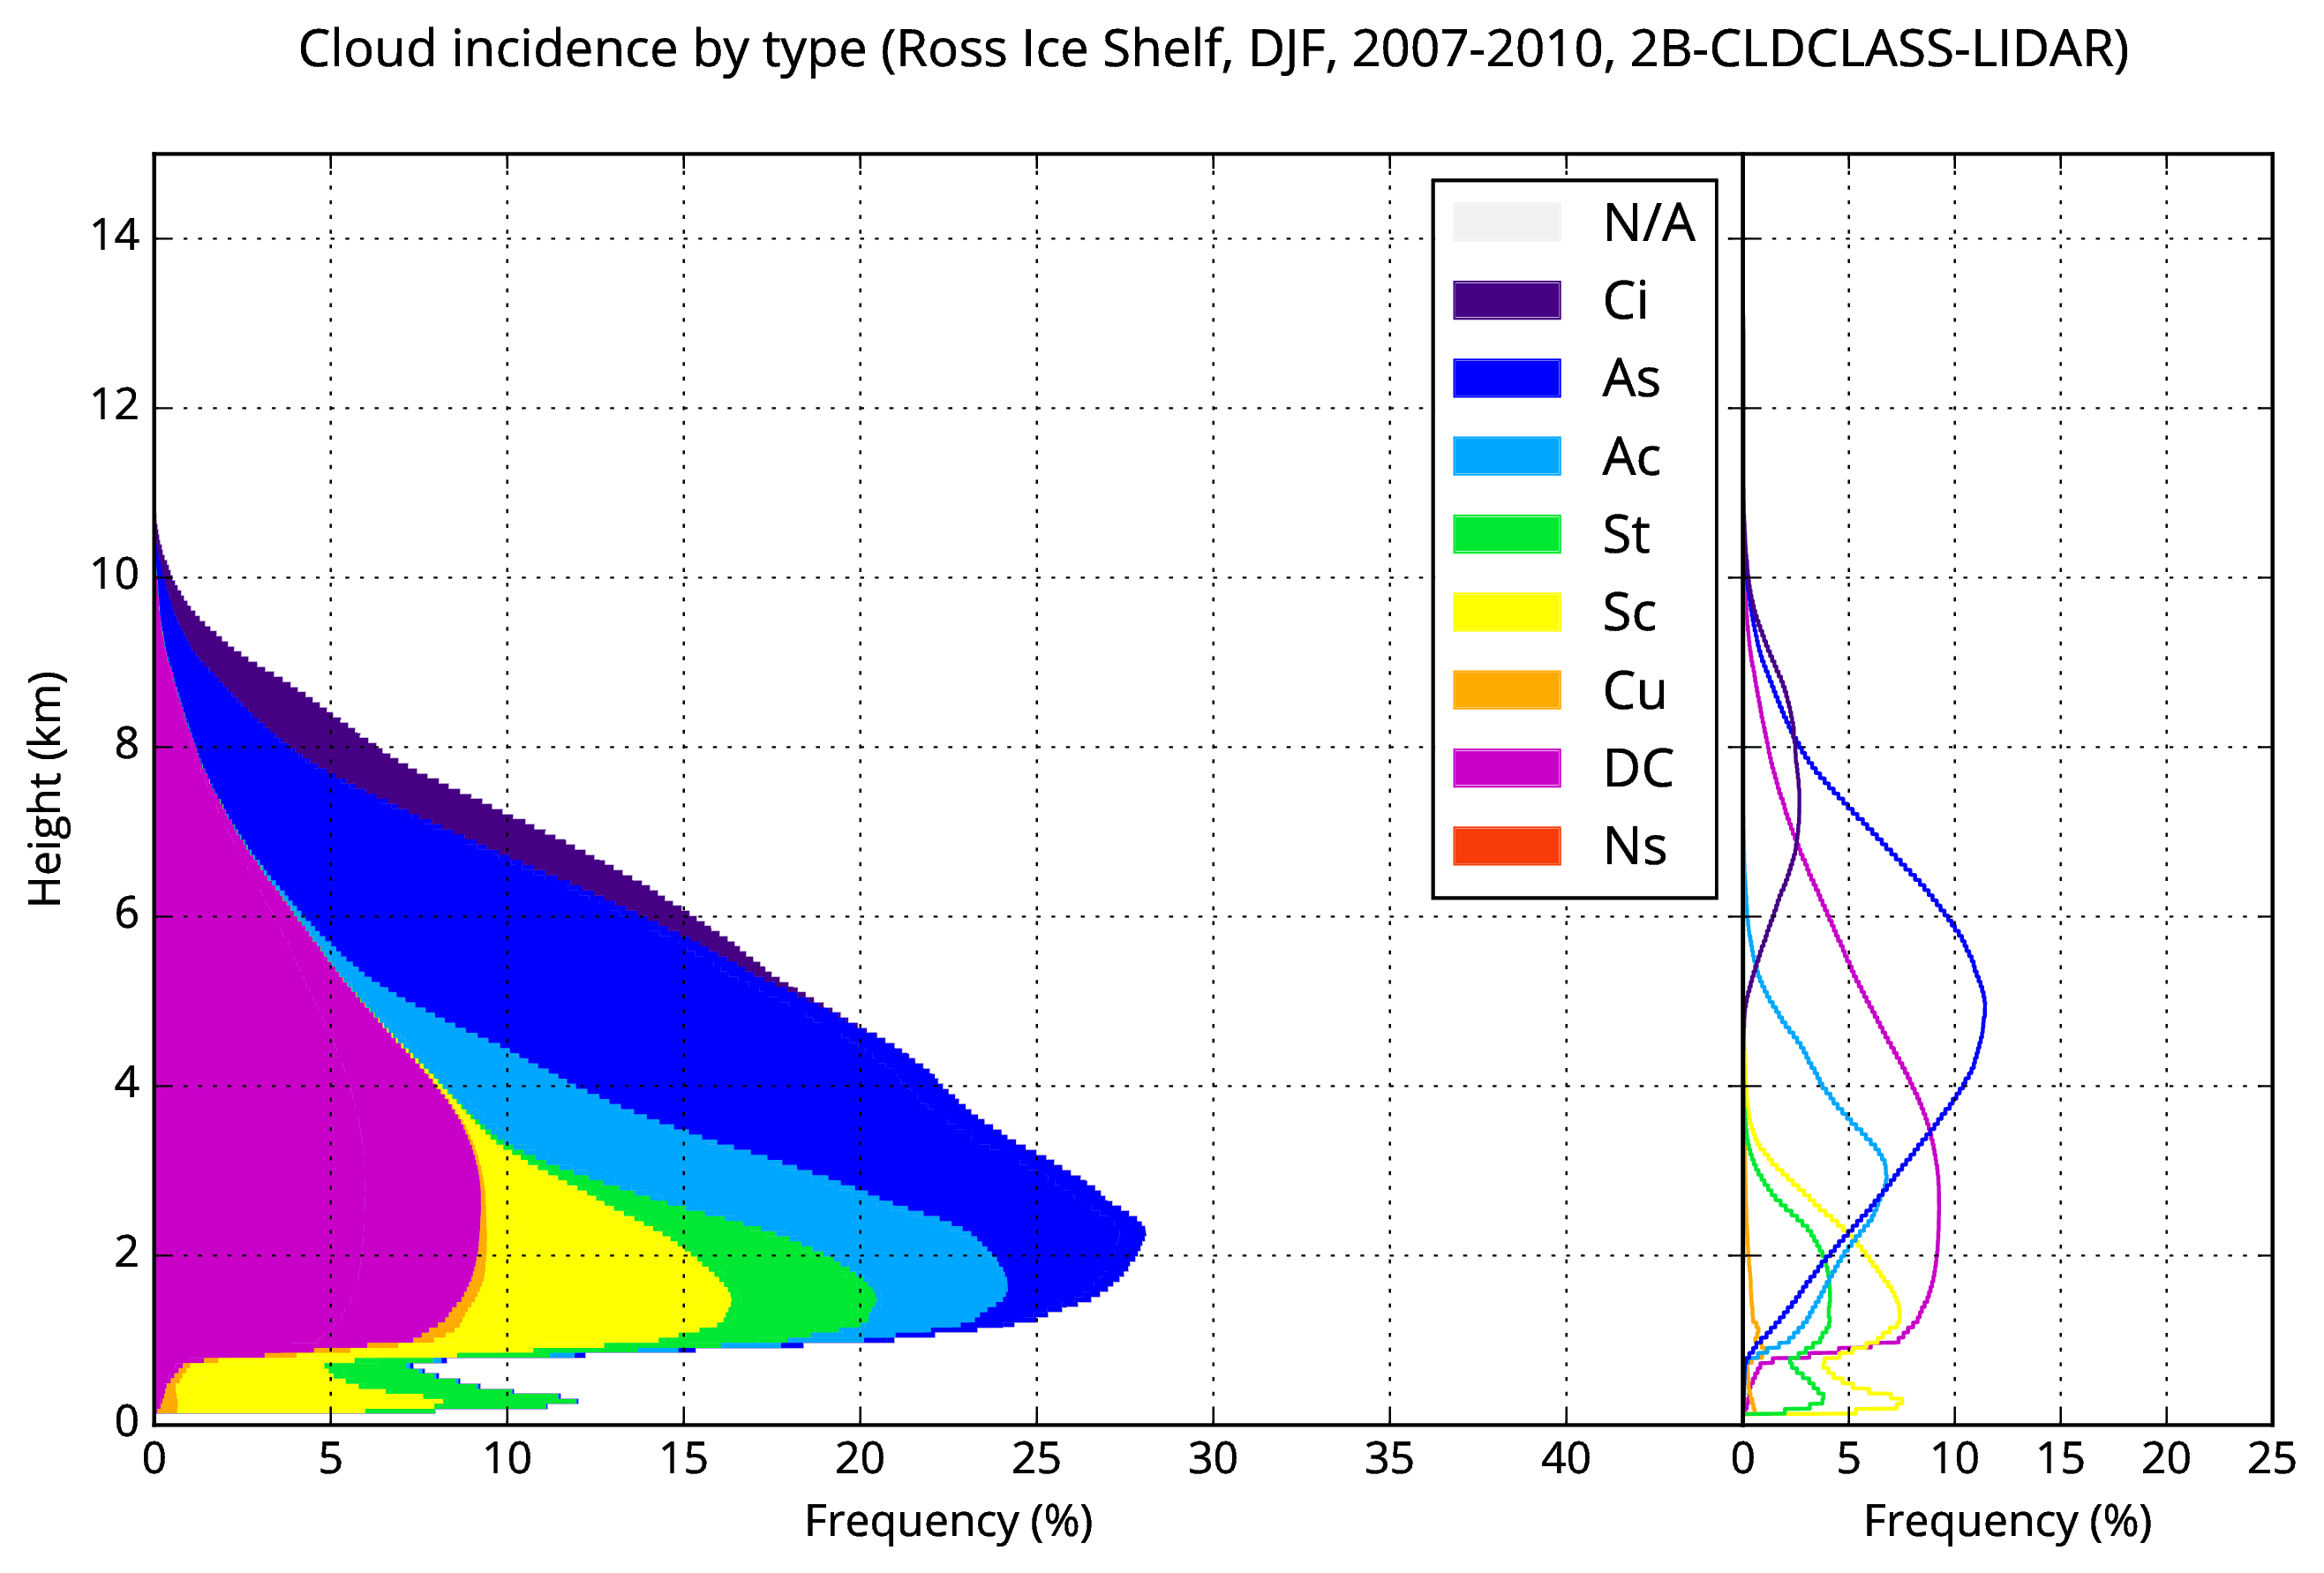 Cloud incidence by type (Ross Ice Shelf, DJF, 2007-2010, 2B-CLDCLASS-LIDAR)
Height (km)
14
12
10
8
6
4
2
0
0 5 10 15 20 25 30 35 40
Frequency (%)
N/A
Ci
As
Ac
St
Sc
Cu
DC
Ns
0 5 10 15 20 25
Frequency (%)